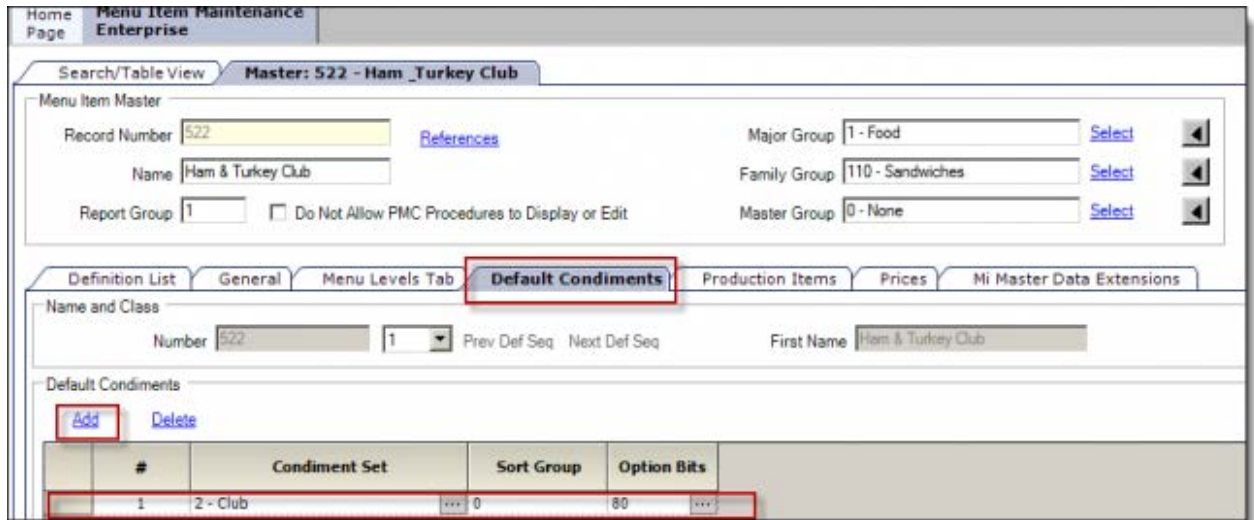 Home Page
Menu Item Maintenance
Enterprise
Search/Table View
Master: 522 - Ham _Turkey Club
Menu Item Master
Record Number 522 References Major Group 1 - Food Select
Name Ham & Turkey Club Family Group 110 - Sandwiches Select
Report Group 1 Do Not Allow PMC Procedures to Display or Edit Master Group 0 - None Select
Definition List General Menu Levels Tab Default Condiments Production Items Prices Mi Master Data Extensions
Name and Class
Number 522 1 Prev Def Seq Next Def Seq First Name Ham & Turkey Club
Default Condiments
Add Delete
# Condiment Set Sort Group Option Bits
1 2 - Club ... 0 80 ...